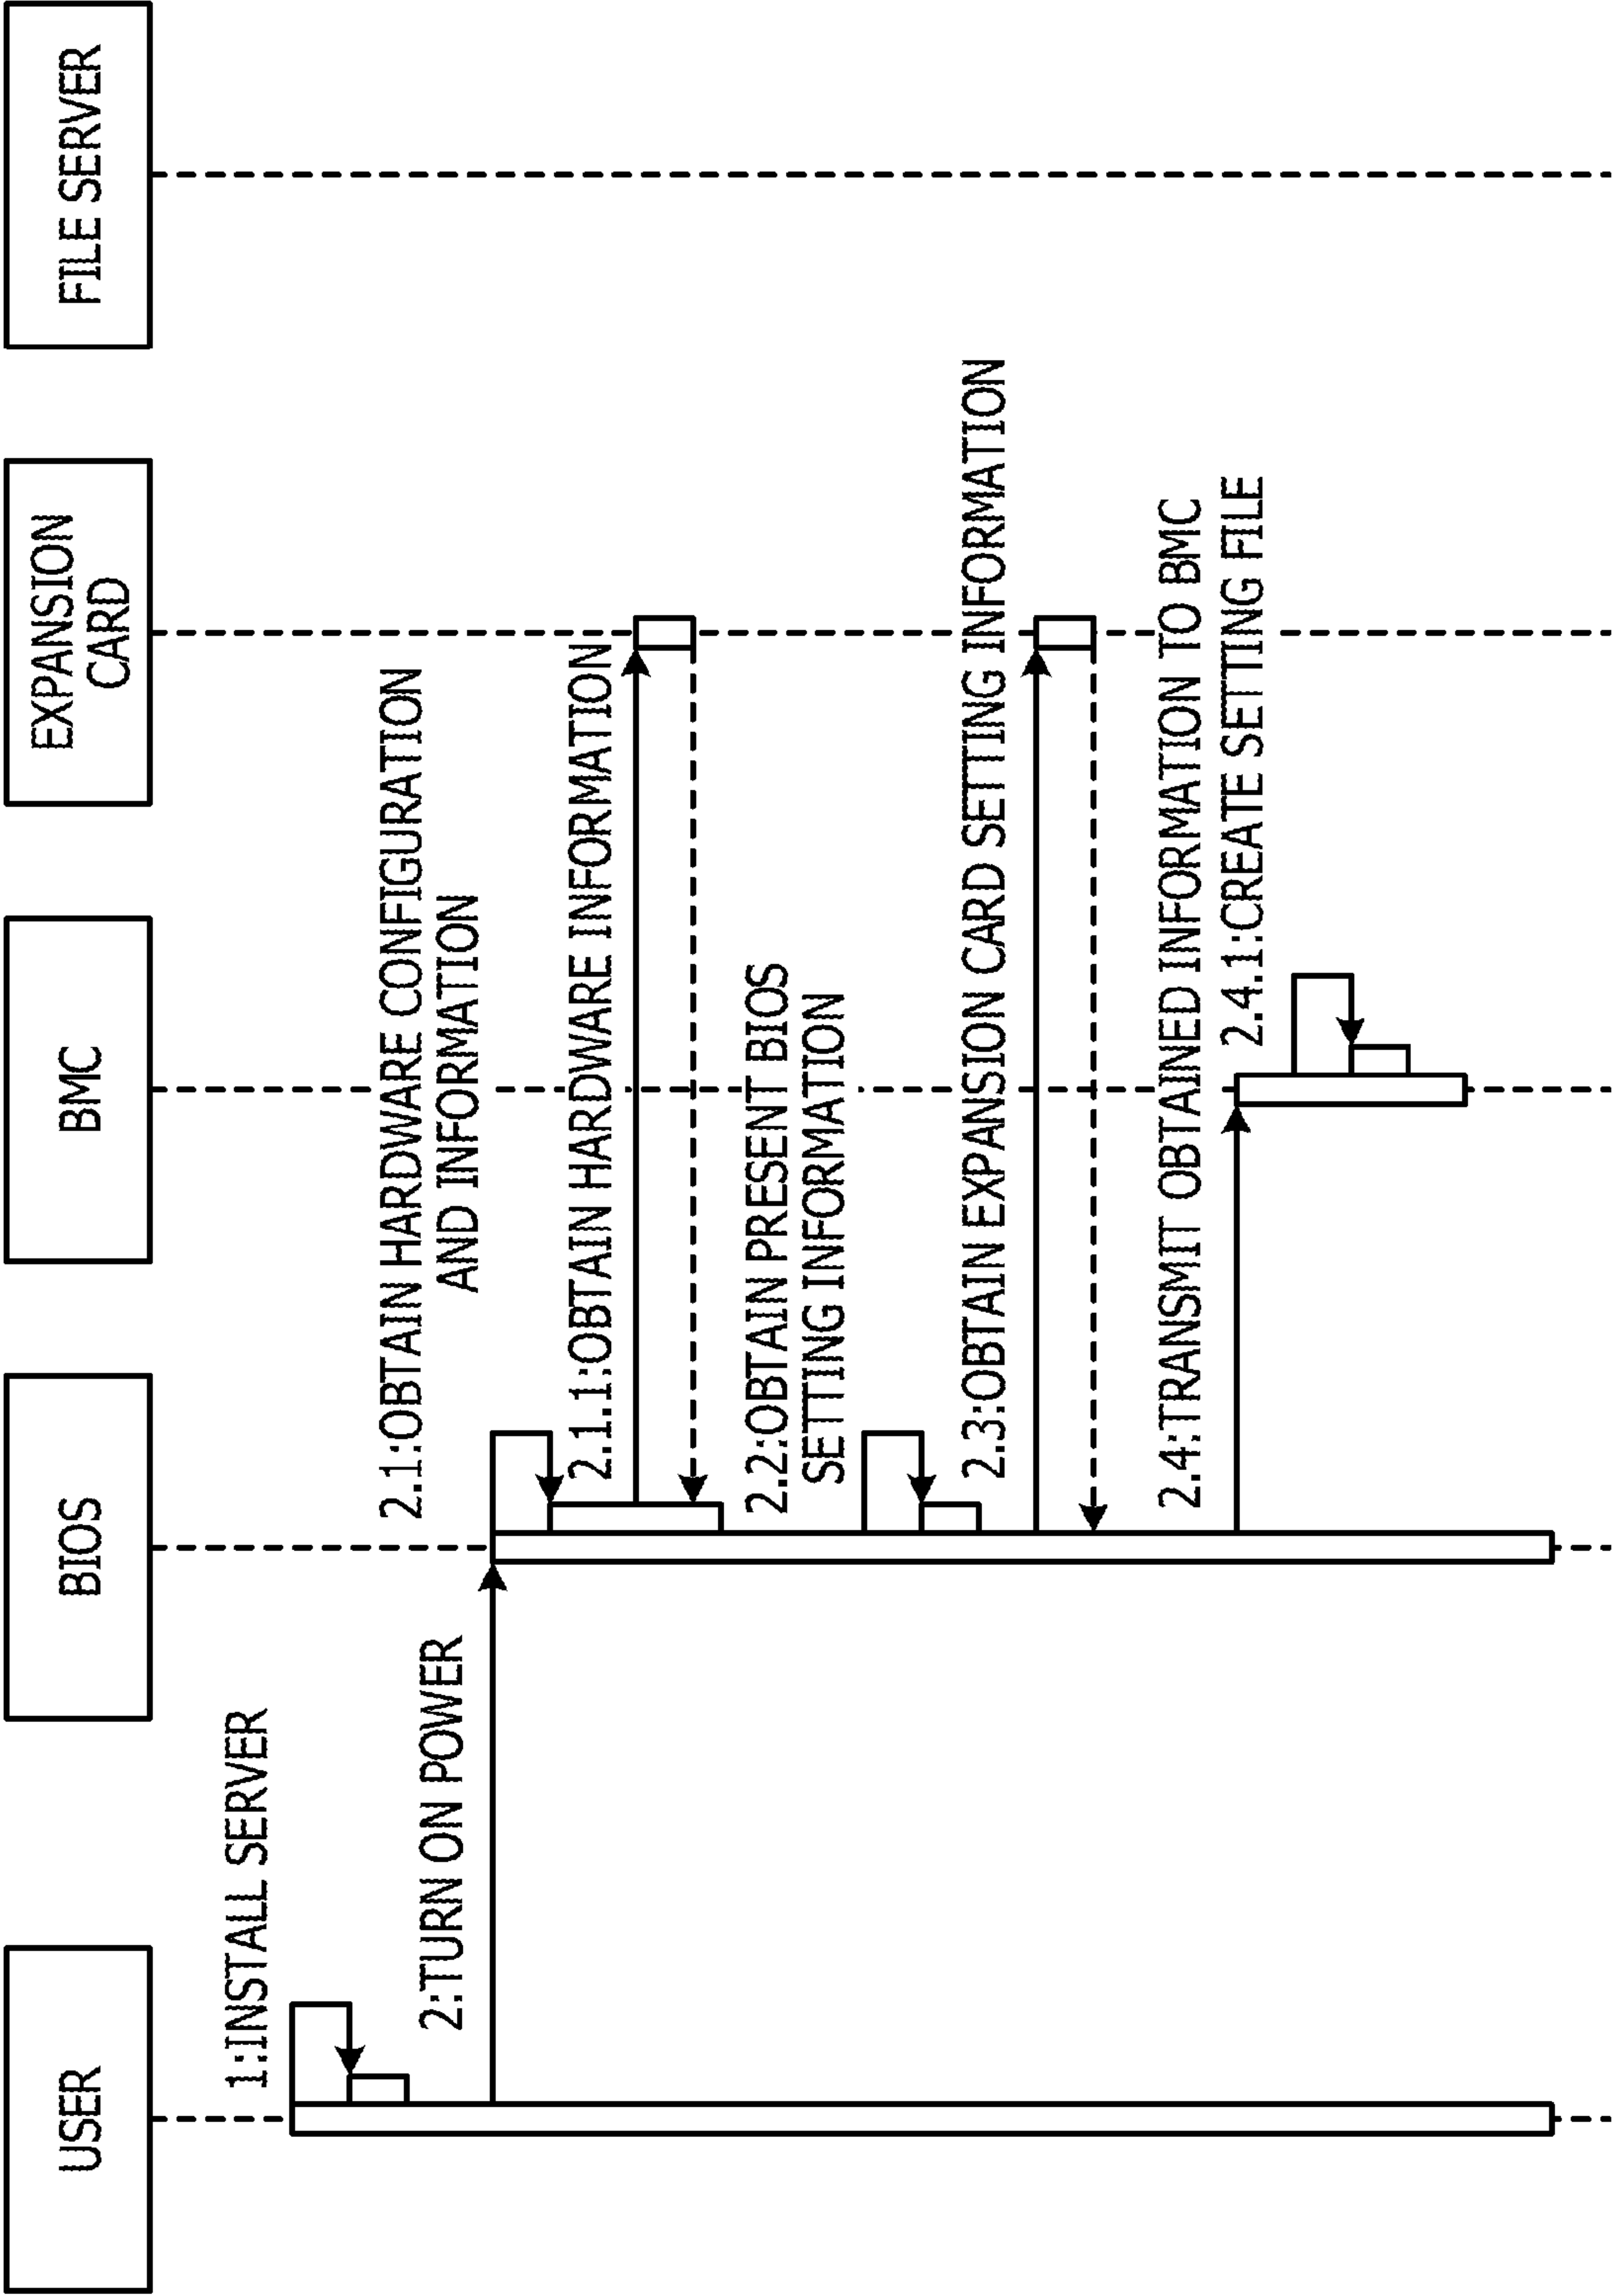 USER
BIOS
BMC
EXPANSION
CARD
FILE SERVER
1:INSTALL SERVER
2:TURN ON POWER
2.1:OBTAIN HARDWARE CONFIGURATION
AND INFORMATION
2.1.1:OBTAIN HARDWARE INFORMATION
2.2:OBTAIN PRESENT BIOS
SETTING INFORMATION
2.3:OBTAIN EXPANSION CARD SETTING INFORMATION
2.4:TRANSMIT OBTAINED INFORMATION TO BMC
2.4.1:CREATE SETTING FILE